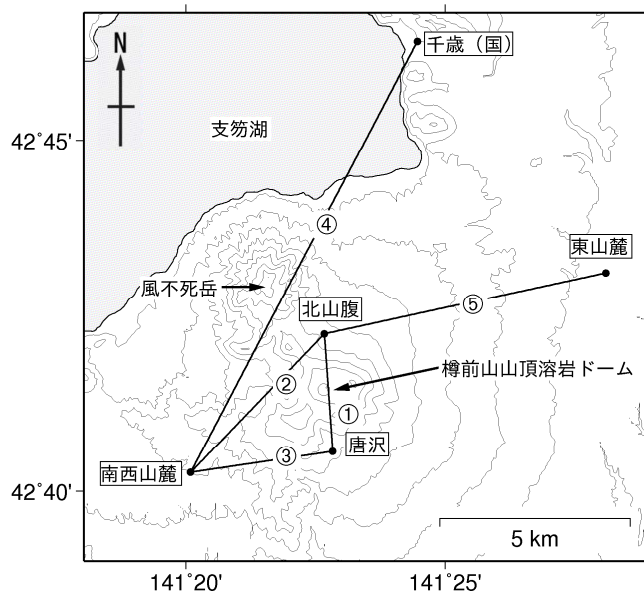 千歳（国）
N
支笏湖
42˚45'
④
東山麓
風不死岳
北山腹
⑤
樽前山山頂溶岩ドーム
②
①
唐沢
③
南西山麓
42˚40'
5 km
141˚20'
141˚25'